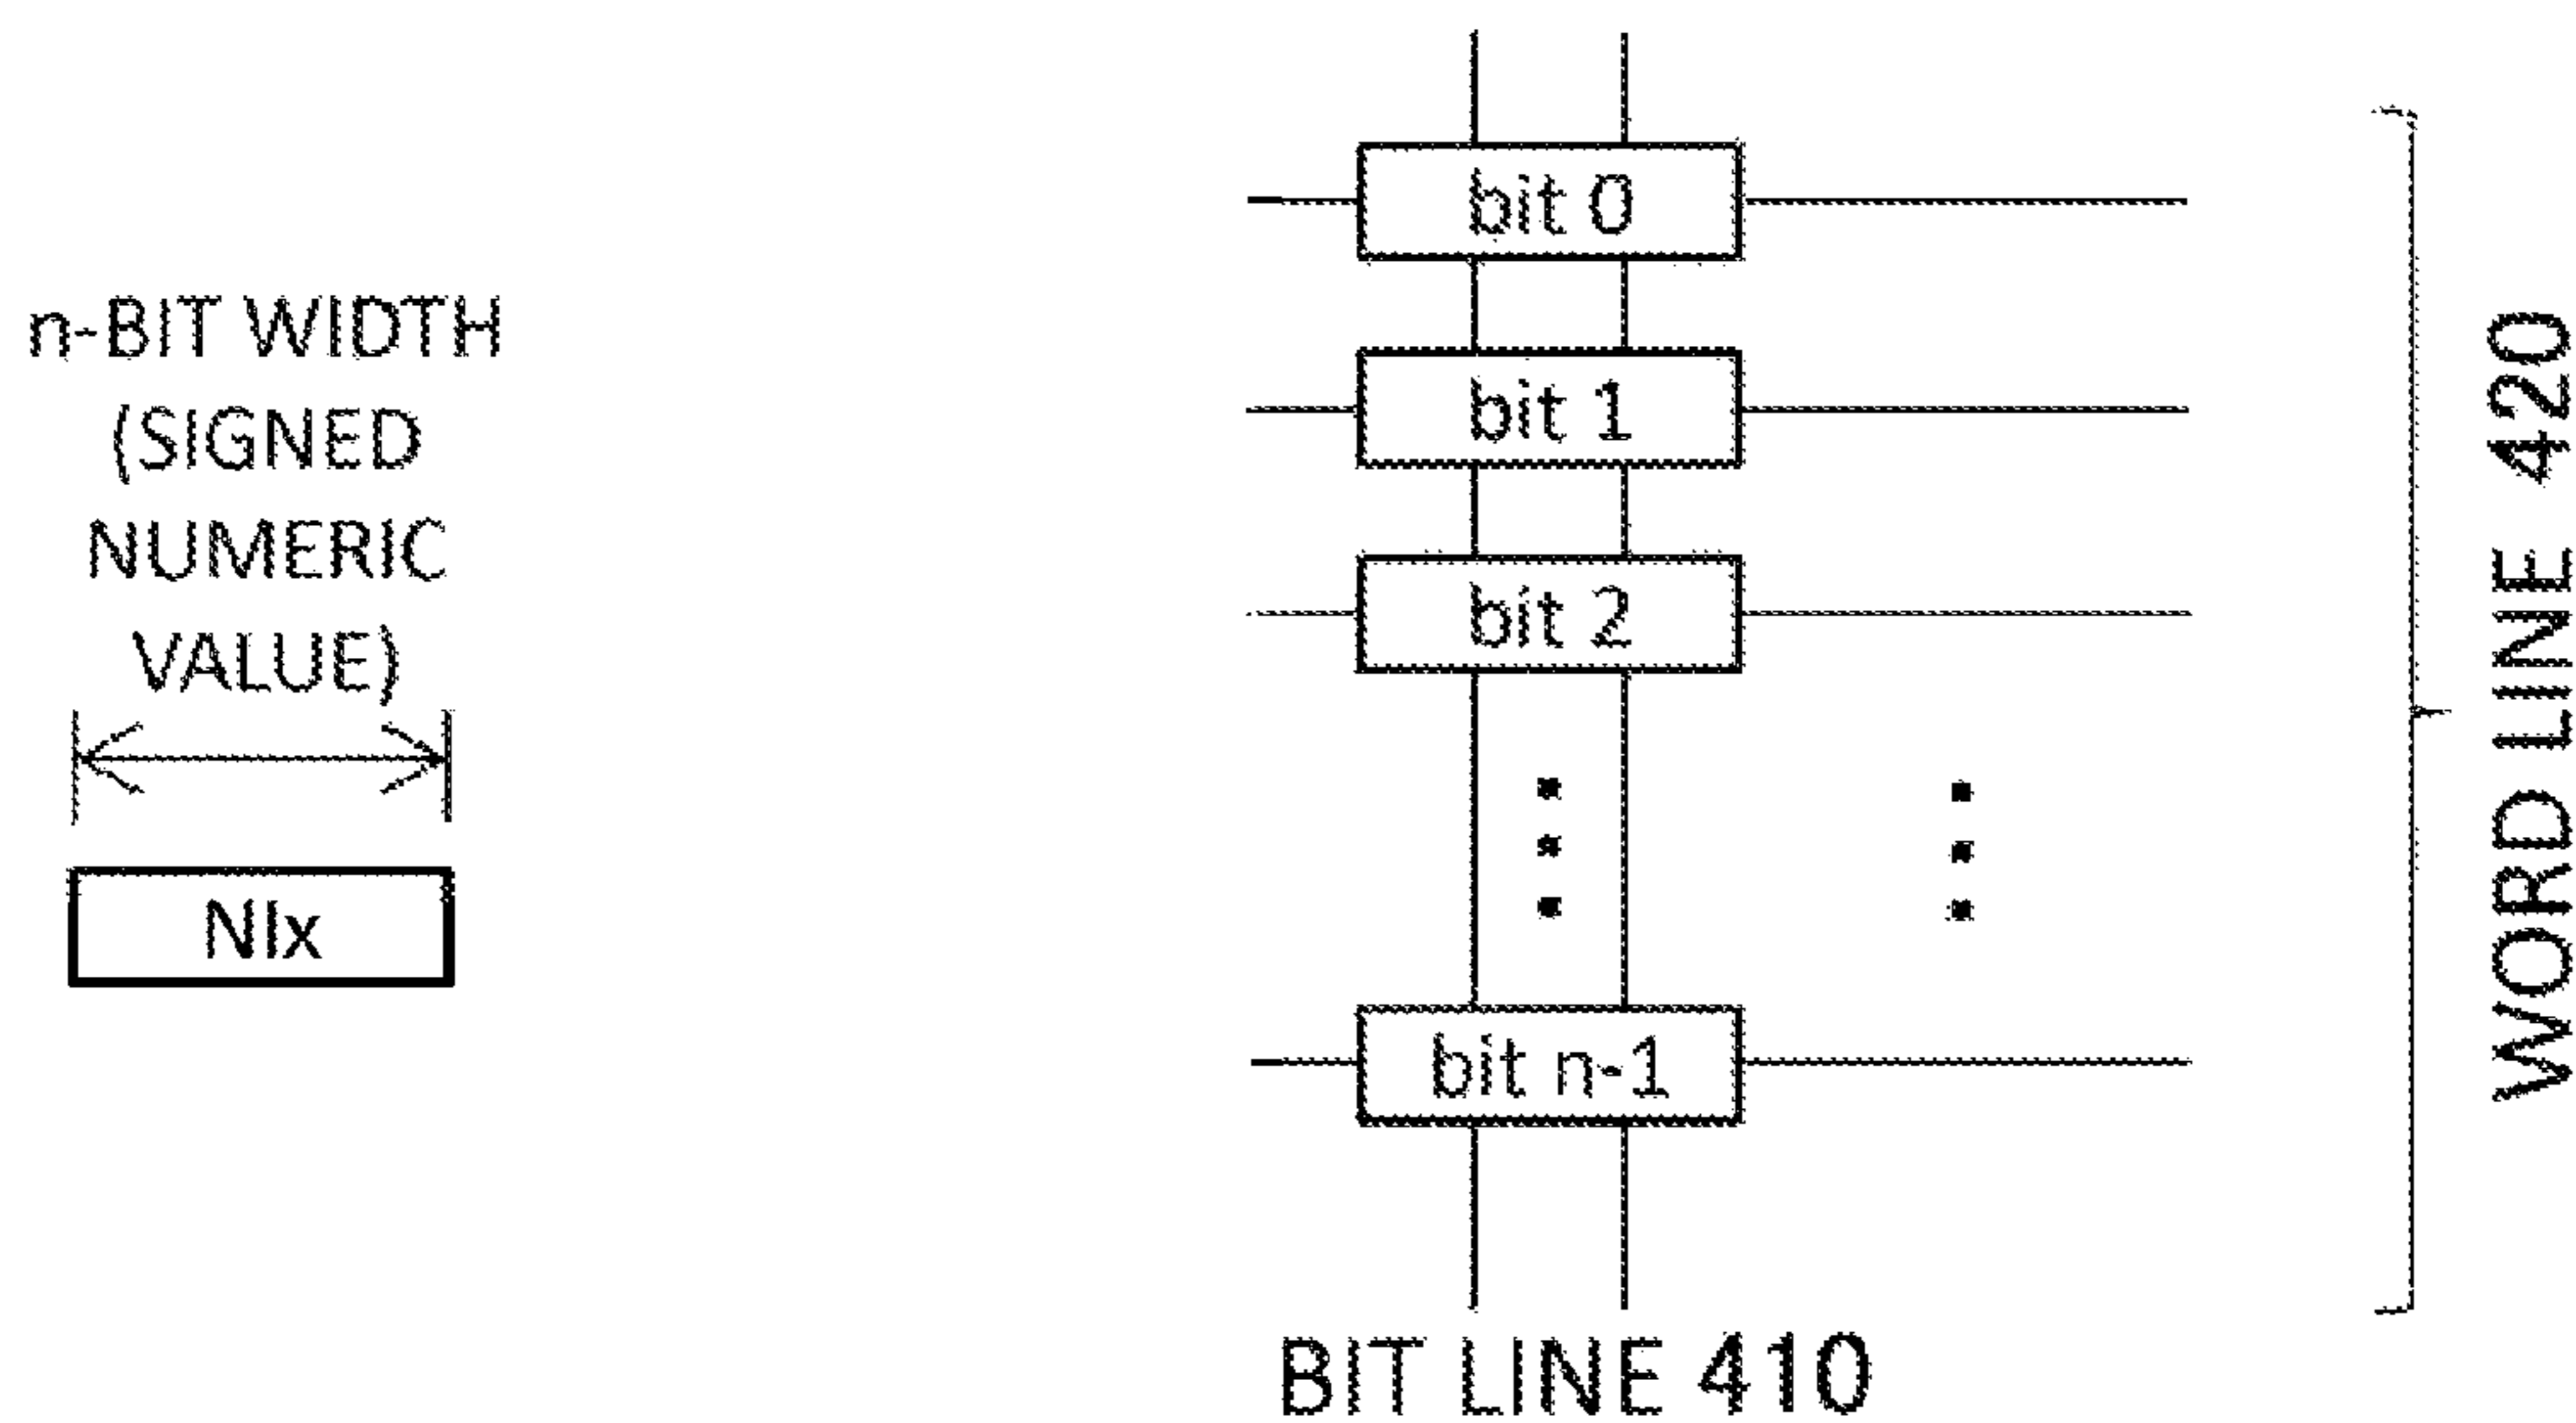 n-BIT WIDTH
(SIGNED
NUMERIC
VALUE)
NIx
bit 0
bit 1
bit 2
bit n-1
BIT LINE 410
WORD LINE 420